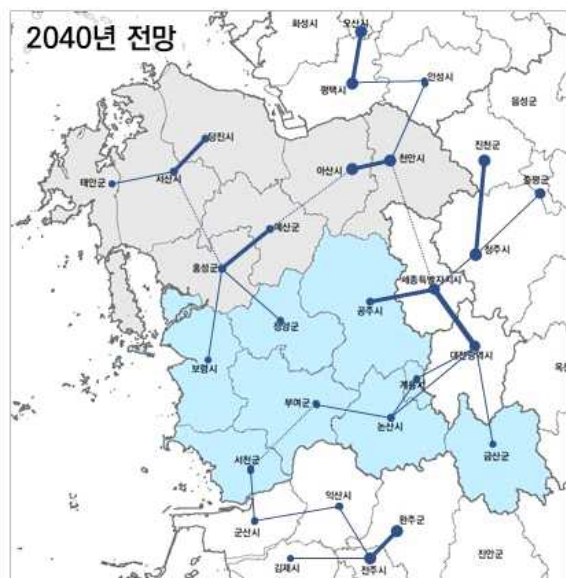 2040년 전망
화성시
오산시
평택시
안성시
음성군
당진시
태안군
서산시
아산시
천안시
진천군
증평군
예산군
홍성군
청주시
세종특별자치시
공주시
청양군
보령시
대전광역시
계룡시
부여군
논산시
서천군
금산군
익산시
군산시
완주군
김제시
전주시
진안군